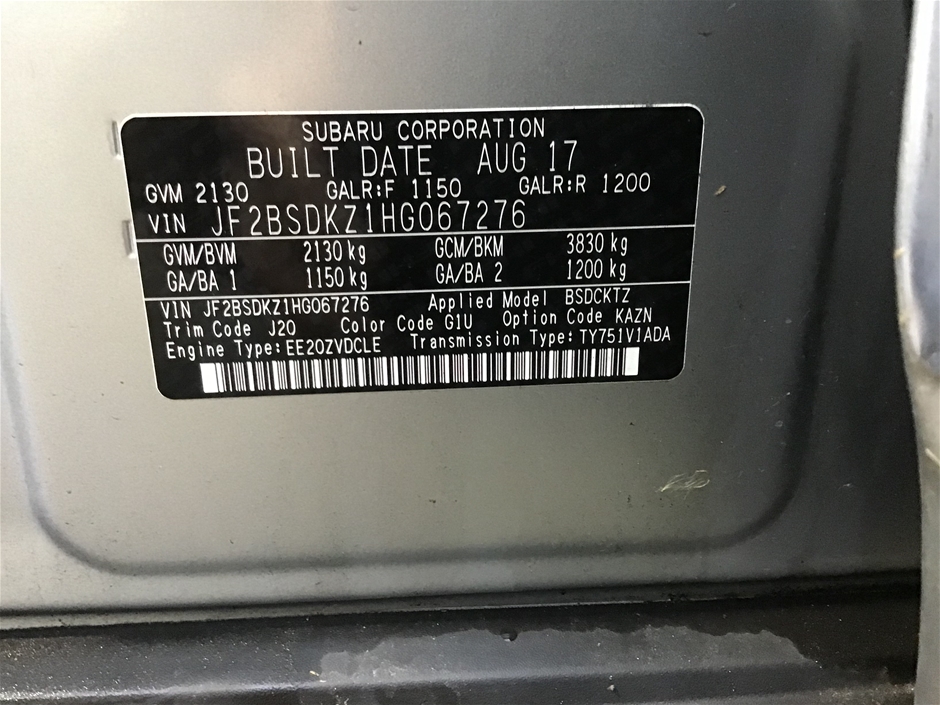 SUBARU CORPORATION
BUILT DATE AUG 17
GVM 2130 GALR:F 1150 GALR:R 1200
VIN JF2BSDKZ1HG067276
GVM/BVM 2130 kg GCM/BKM 3830 kg
GA/BA 1 1150 kg GA/BA 2 1200 kg
VIN JF2BSDKZ1HG067276 Applied Model BSDCKTZ
Trim Code J20 Color Code G1U Option Code KAZN
Engine Type:EE20ZVDCLE Transmission Type:TY751V1ADA